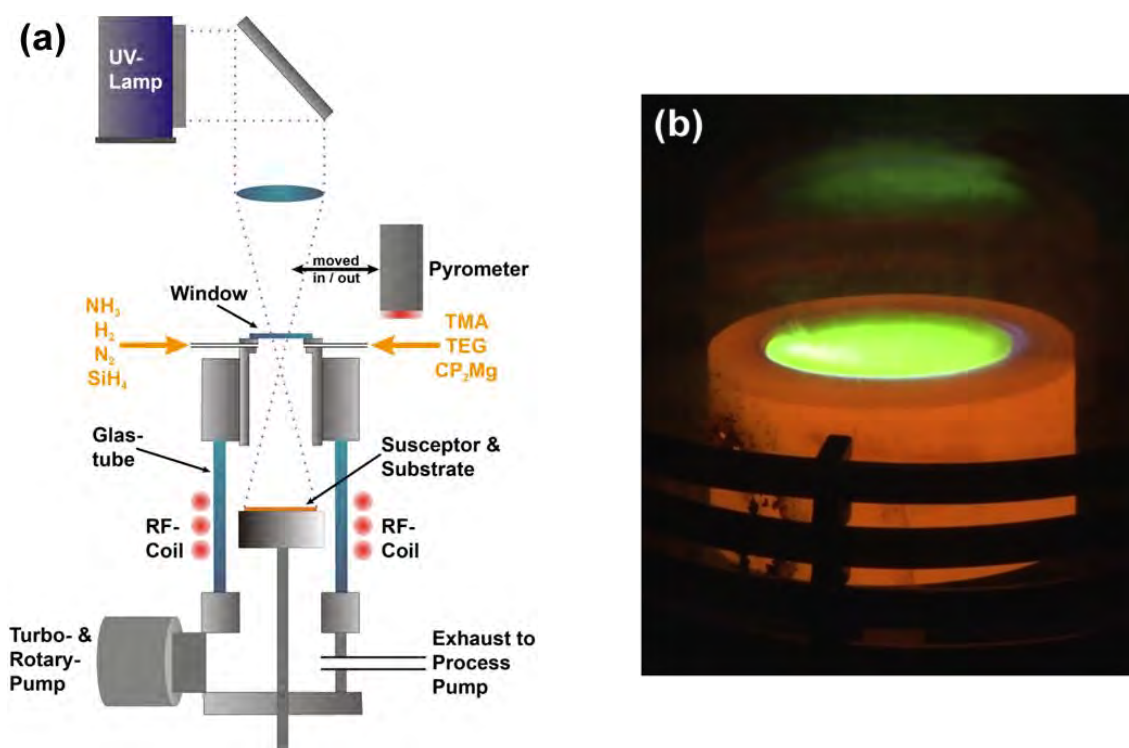 (a)
UV-
Lamp
moved
in / out
Pyrometer
Window
NH₃
H₂
N₂
SiH₄
TMA
TEG
CP₂Mg
Glas-
tube
Susceptor &
Substrate
RF-
Coil
RF-
Coil
Turbo- &
Rotary-
Pump
Exhaust to
Process
Pump
(b)